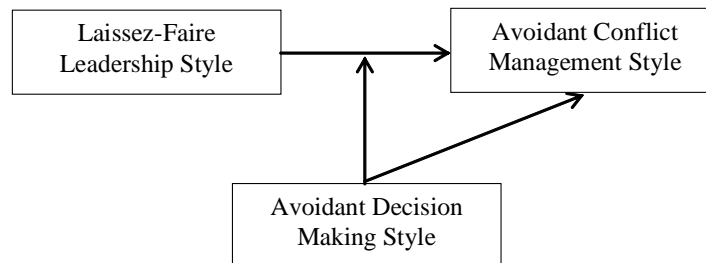 Laissez-Faire
Leadership Style
Avoidant Conflict
Management Style
Avoidant Decision
Making Style